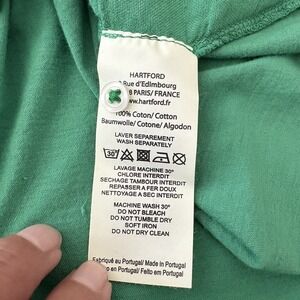 HARTFORD
Rue d'Edimbourg
8 PARIS/ FRANCE
www.hartford.fr
100% Coton/ Cotton
Baumwolle/ Cotone/ Algodon
LAVER SEPAREMENT
WASH SEPARATELY
30°
LAVAGE MACHINE 30°
CHLORE INTERDIT
SECHAGE TAMBOUR INTERDIT
REPASSER A FER DOUX
NETTOYAGE A SEC INTERDIT
MACHINE WASH 30°
DO NOT BLEACH
DO NOT TUMBLE DRY
SOFT IRON
DO NOT DRY CLEAN
Fabriqué au Portugal/ Made in Portugal
en Portugal/ Feito em Portugal